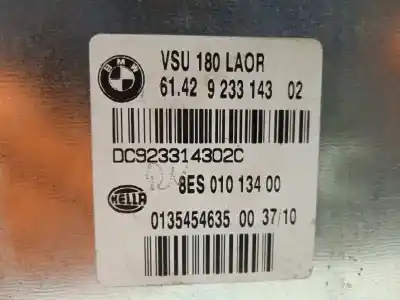 BMW
VSU 180 LAOR
61.42 9 233 143 02
DC923314302C
8ES 010 134 00
HELLA
0135454635 00 37/10